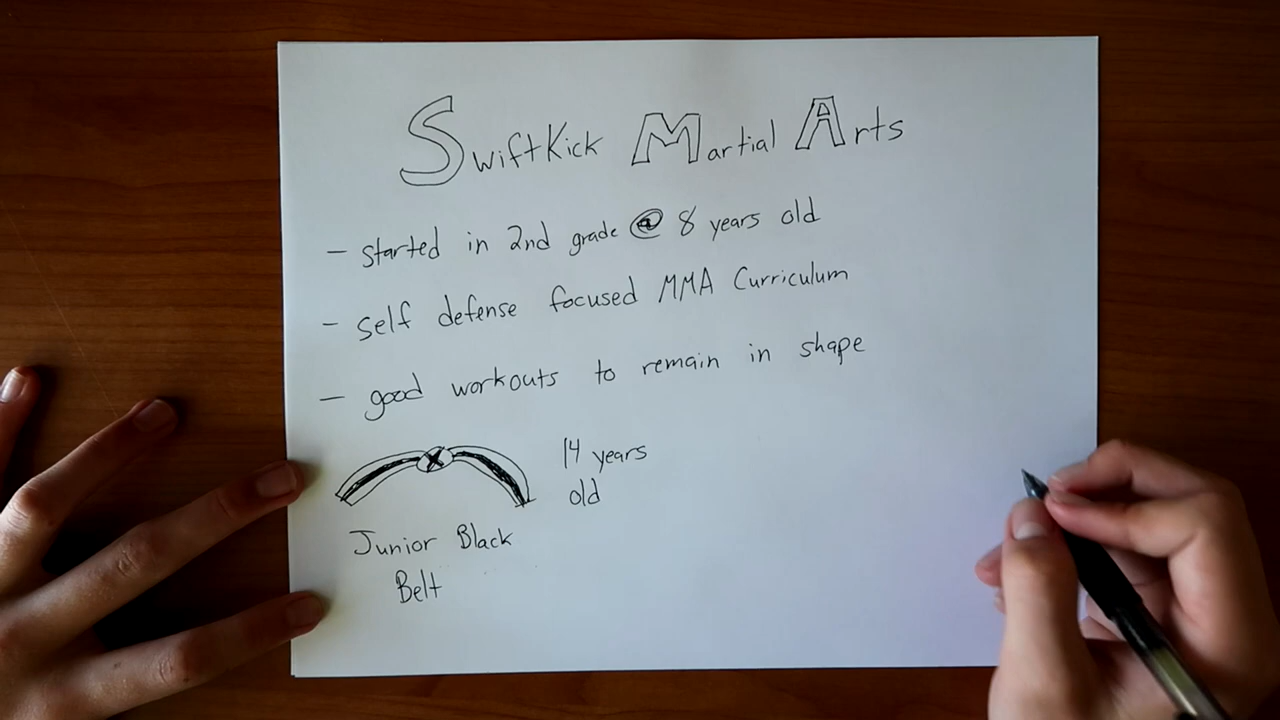 SwiftKick Martial Arts
- started in 2nd grade @ 8 years old
- self defense focused MMA Curriculum
- good workouts to remain in shape
14 years
old
Junior Black
Belt